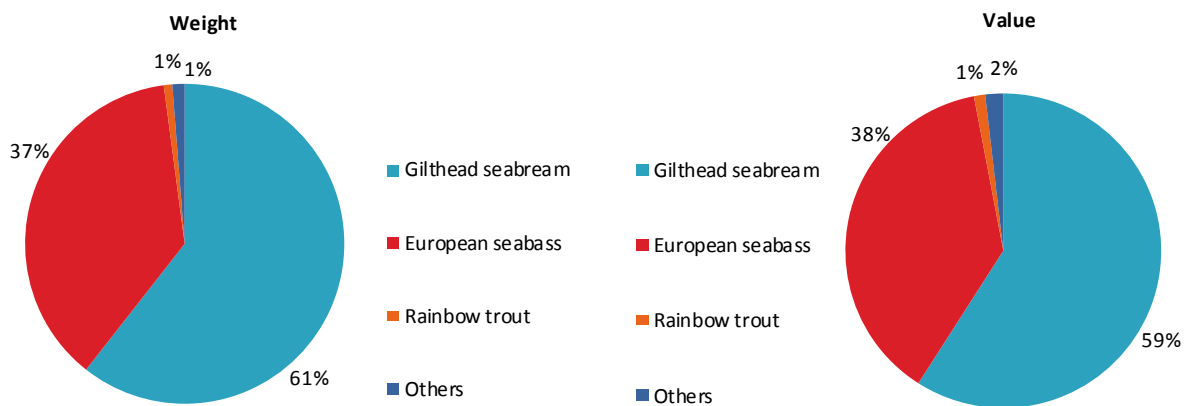 Weight
1%
1%
37%
61%
Gilthead seabream
European seabass
Rainbow trout
Others
Value
1%
2%
38%
59%
Gilthead seabream
European seabass
Rainbow trout
Others